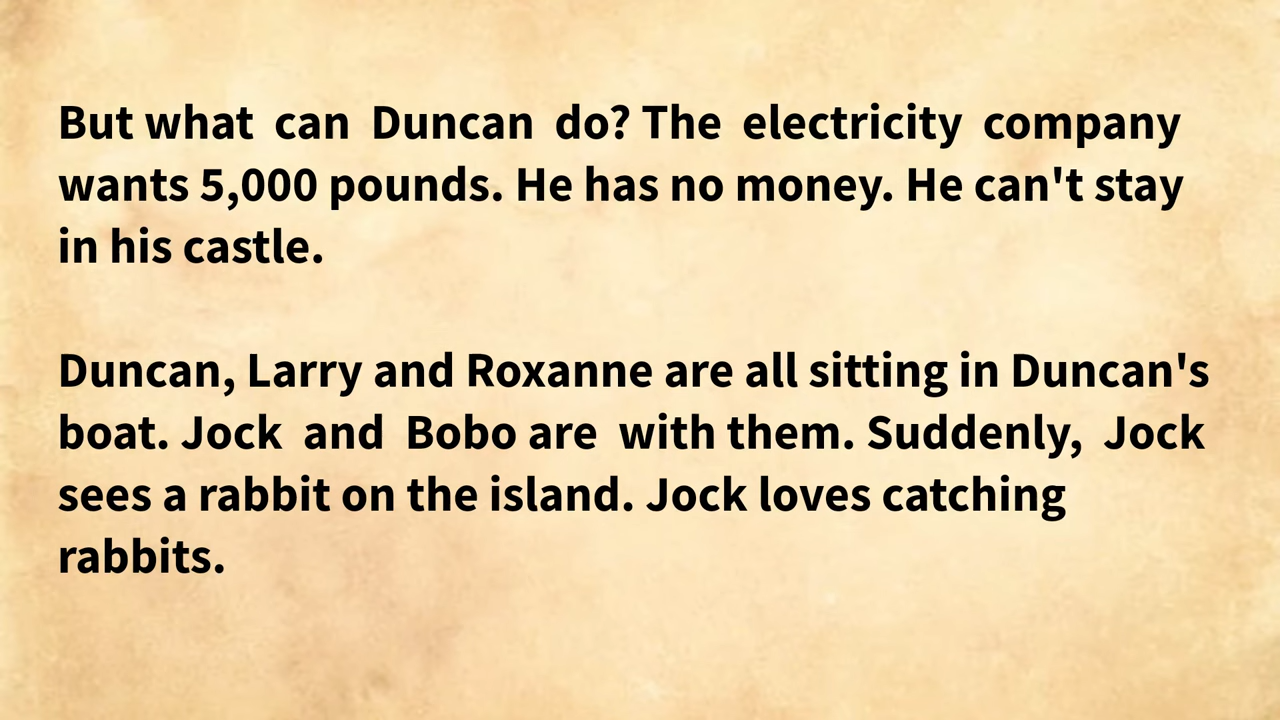 But what can Duncan do? The electricity company
wants 5,000 pounds. He has no money. He can't stay
in his castle.
Duncan, Larry and Roxanne are all sitting in Duncan's
boat. Jock and Bobo are with them. Suddenly, Jock
sees a rabbit on the island. Jock loves catching
rabbits.